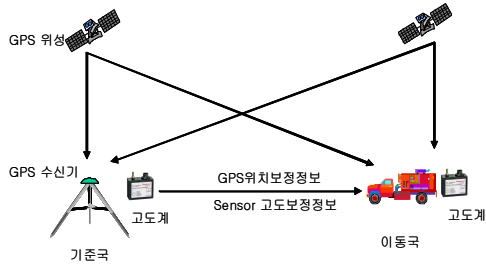 GPS 위성
GPS 수신기
GPS위치보정정보
Sensor 고도보정정보
고도계
고도계
기준국
이동국